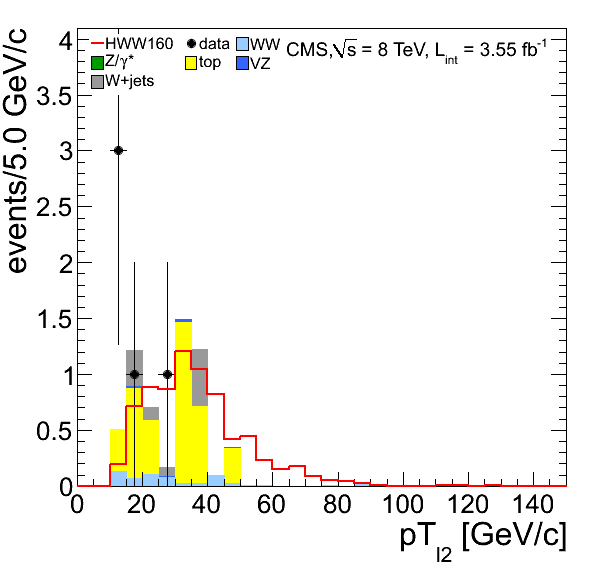 HWW160 data WW CMS,√s = 8 TeV, L_int = 3.55 fb⁻¹
Z/γ* top VZ
W+jets
events/5.0 GeV/c
4
3.5
3
2.5
2
1.5
1
0.5
0
0 20 40 60 80 100 120 140
pT_l2 [GeV/c]